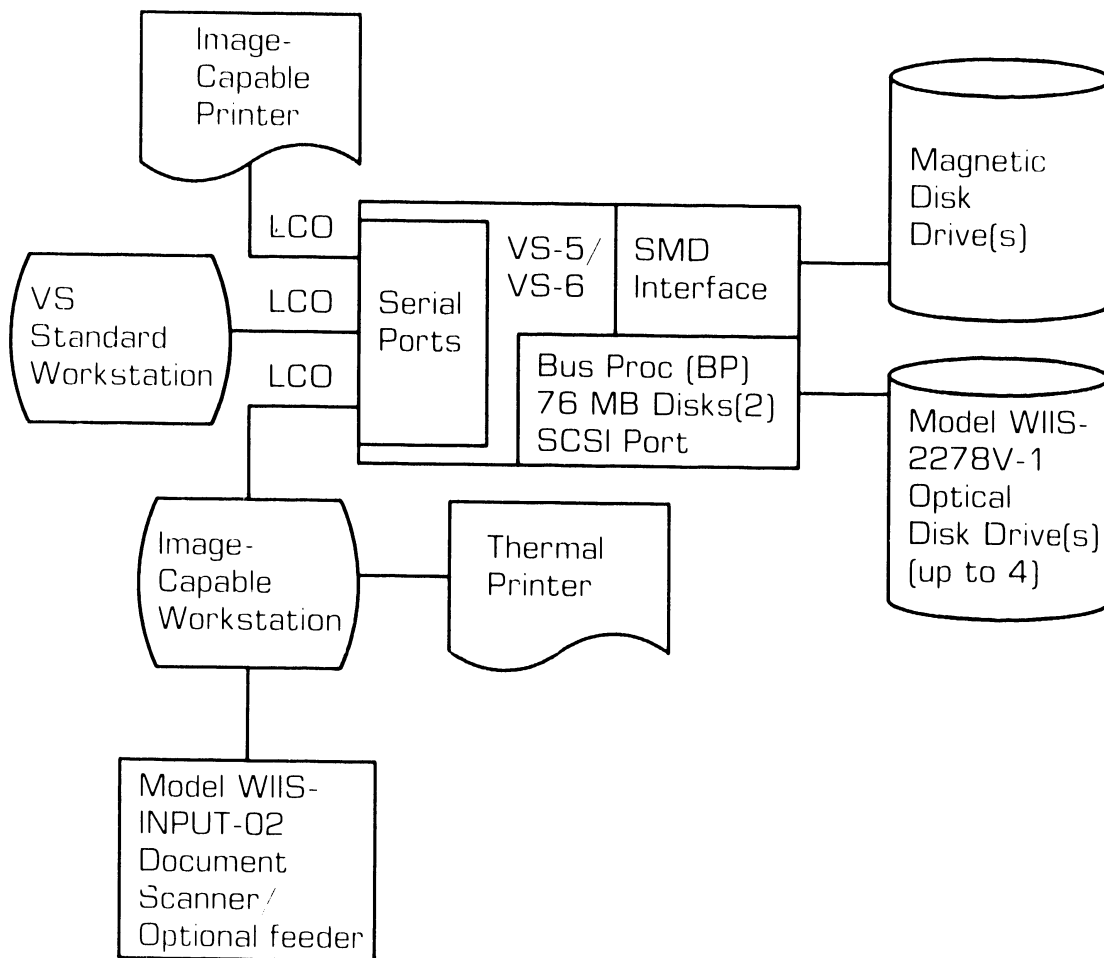 Image-
Capable
Printer
Magnetic
Disk
Drive(s)
LCO
VS-5/
VS-6
SMD
Interface
VS
Standard
Workstation
LCO
Serial
Ports
LCO
Bus Proc (BP)
76 MB Disks(2)
SCSI Port
Model WIIS-
2278V-1
Optical
Disk Drive(s)
(up to 4)
Image-
Capable
Workstation
Thermal
Printer
Model WIIS-
INPUT-02
Document
Scanner/
Optional feeder